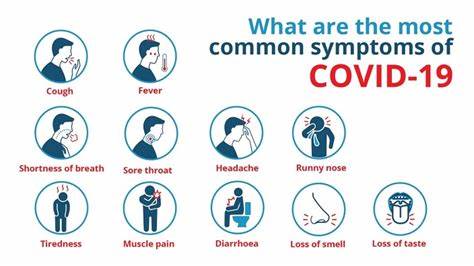 What are the most
common symptoms of
COVID-19
Cough
Fever
Shortness of breath
Sore throat
Headache
Runny nose
Tiredness
Muscle pain
Diarrhoea
Loss of smell
Loss of taste